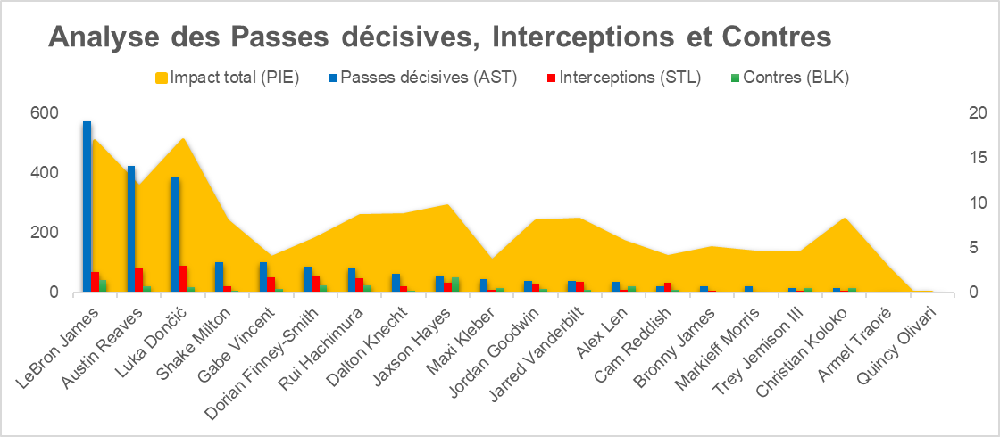 Analyse des Passes décisives, Interceptions et Contres
Impact total (PIE) Passes décisives (AST) Interceptions (STL) Contres (BLK)
600
400
200
0
20
15
10
5
0
LeBron James
Austin Reaves
Luka Dončić
Shake Milton
Gabe Vincent
Dorian Finney-Smith
Rui Hachimura
Dalton Knecht
Jaxson Hayes
Maxi Kleber
Jordan Goodwin
Jarred Vanderbilt
Alex Len
Cam Reddish
Bronny James
Markieff Morris
Trey Jemison III
Christian Koloko
Armel Traoré
Quincy Olivari